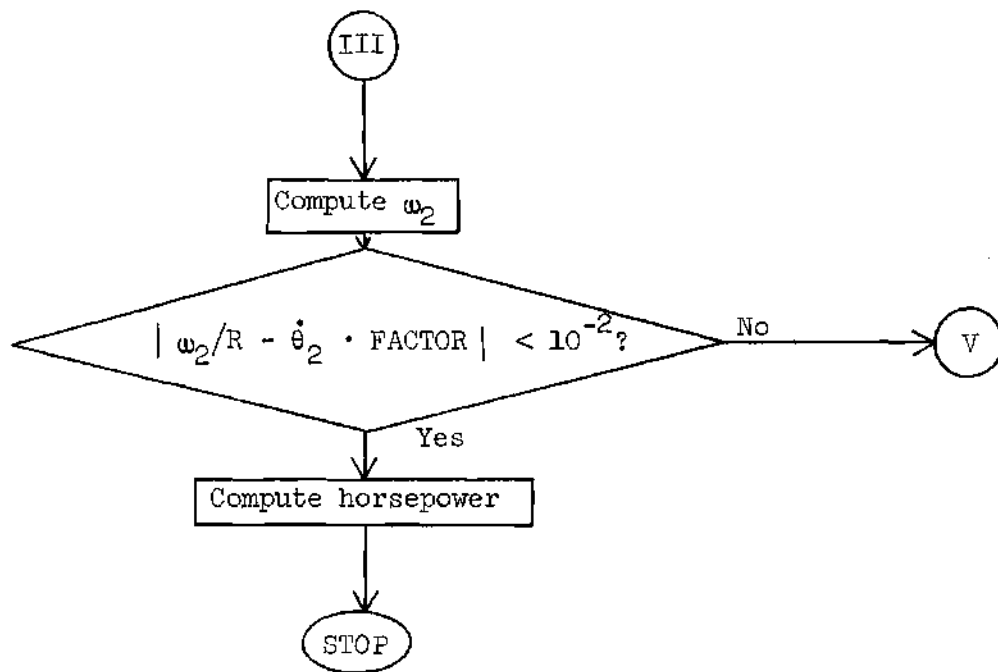 III
Compute ω₂
| ω₂/R - θ̇₂ · FACTOR | < 10⁻²?
No
V
Yes
Compute horsepower
STOP